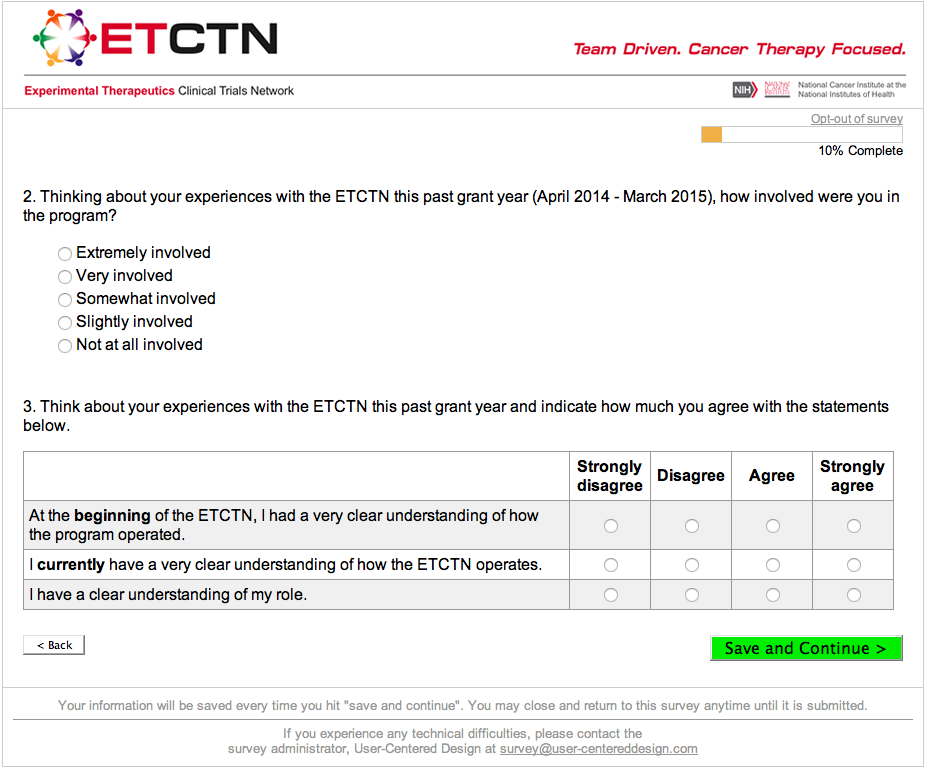 ETCTN
Team Driven. Cancer Therapy Focused.
Experimental Therapeutics Clinical Trials Network
NIH
NATIONAL
CANCER
INSTITUTE
National Cancer Institute at the
National Institutes of Health
Opt-out of survey
10% Complete
2. Thinking about your experiences with the ETCTN this past grant year (April 2014 - March 2015), how involved were you in
the program?
Extremely involved
Very involved
Somewhat involved
Slightly involved
Not at all involved
3. Think about your experiences with the ETCTN this past grant year and indicate how much you agree with the statements
below.
Strongly
disagree
Disagree
Agree
Strongly
agree
At the beginning of the ETCTN, I had a very clear understanding of how
the program operated.
I currently have a very clear understanding of how the ETCTN operates.
I have a clear understanding of my role.
< Back
Save and Continue >
Your information will be saved every time you hit "save and continue". You may close and return to this survey anytime until it is submitted.
If you experience any technical difficulties, please contact the
survey administrator, User-Centered Design at survey@user-centereddesign.com